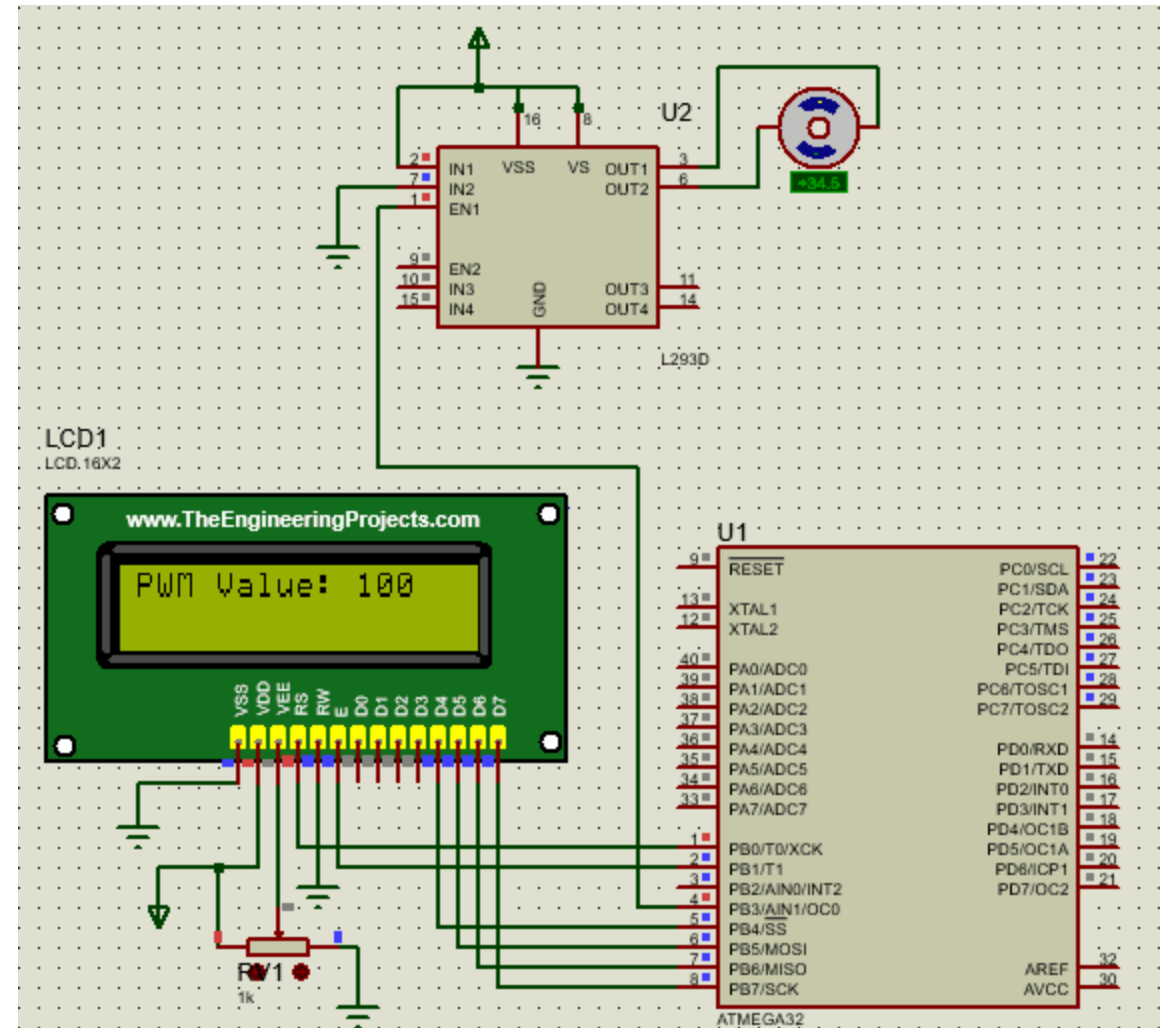 U2
16
8
2
IN1
VSS
VS
OUT1
3
7
IN2
OUT2
6
1
EN1
+34.5
9
EN2
10
IN3
OUT3
11
15
IN4
OUT4
14
GND
L293D
LCD1
LCD 16X2
www.TheEngineeringProjects.com
PWM Value: 100
VSS
VDD
VEE
RS
RW
E
D0
D1
D2
D3
D4
D5
D6
D7
RV1
1k
U1
9
RESET
13
XTAL1
12
XTAL2
40
PA0/ADC0
39
PA1/ADC1
38
PA2/ADC2
37
PA3/ADC3
36
PA4/ADC4
35
PA5/ADC5
34
PA6/ADC6
33
PA7/ADC7
1
PB0/T0/XCK
2
PB1/T1
3
PB2/AIN0/INT2
4
PB3/AIN1/OC0
5
PB4/SS
6
PB5/MOSI
7
PB6/MISO
8
PB7/SCK
PC0/SCL
22
PC1/SDA
23
PC2/TCK
24
PC3/TMS
25
PC4/TDO
26
PC5/TDI
27
PC6/TOSC1
28
PC7/TOSC2
29
PD0/RXD
14
PD1/TXD
15
PD2/INT0
16
PD3/INT1
17
PD4/OC1B
18
PD5/OC1A
19
PD6/ICP1
20
PD7/OC2
21
AREF
32
AVCC
30
ATMEGA32